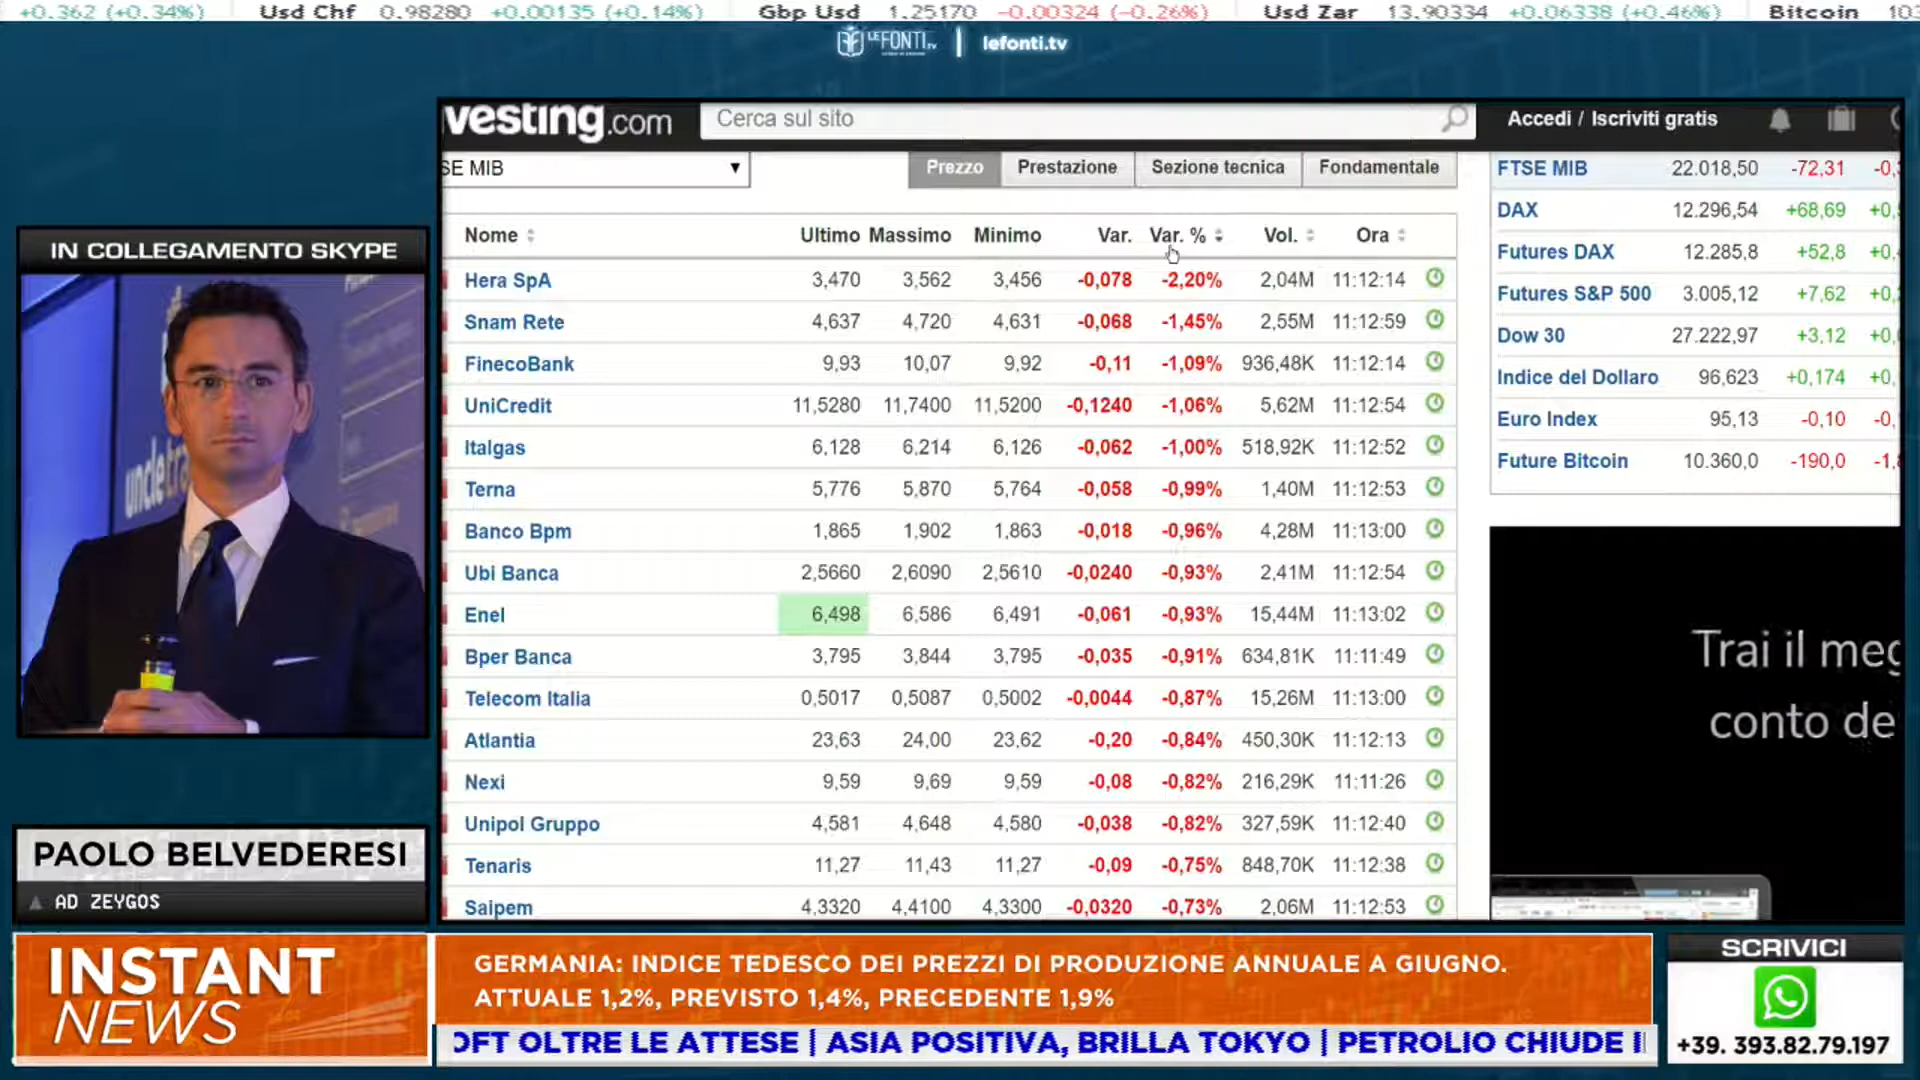 +0.362 (+0.34%) Usd Chf 0.98280 +0.00135 (+0.14%) Gbp Usd 1.25170 -0.00324 (-0.26%) Usd Zar 13.90334 +0.06338 (+0.46%) Bitcoin 103
LEFONTI.TV | lefonti.tv
vesting.com Cerca sul sito Accedi / Iscriviti gratis
SE MIB Prezzo Prestazione Sezione tecnica Fondamentale
Nome Ultimo Massimo Minimo Var. Var. % Vol. Ora
Hera SpA 3,470 3,562 3,456 -0,078 -2,20% 2,04M 11:12:14
Snam Rete 4,637 4,720 4,631 -0,068 -1,45% 2,55M 11:12:59
FinecoBank 9,93 10,07 9,92 -0,11 -1,09% 936,48K 11:12:14
UniCredit 11,5280 11,7400 11,5200 -0,1240 -1,06% 5,62M 11:12:54
Italgas 6,128 6,214 6,126 -0,062 -1,00% 518,92K 11:12:52
Terna 5,776 5,870 5,764 -0,058 -0,99% 1,40M 11:12:53
Banco Bpm 1,865 1,902 1,863 -0,018 -0,96% 4,28M 11:13:00
Ubi Banca 2,5660 2,6090 2,5610 -0,0240 -0,93% 2,41M 11:12:54
Enel 6,498 6,586 6,491 -0,061 -0,93% 15,44M 11:13:02
Bper Banca 3,795 3,844 3,795 -0,035 -0,91% 634,81K 11:11:49
Telecom Italia 0,5017 0,5087 0,5002 -0,0044 -0,87% 15,26M 11:13:00
Atlantia 23,63 24,00 23,62 -0,20 -0,84% 450,30K 11:12:13
Nexi 9,59 9,69 9,59 -0,08 -0,82% 216,29K 11:11:26
Unipol Gruppo 4,581 4,648 4,580 -0,038 -0,82% 327,59K 11:12:40
Tenaris 11,27 11,43 11,27 -0,09 -0,75% 848,70K 11:12:38
Saipem 4,3320 4,4100 4,3300 -0,0320 -0,73% 2,06M 11:12:53
FTSE MIB 22.018,50 -72,31 -0,
DAX 12.296,54 +68,69 +0,
Futures DAX 12.285,8 +52,8 +0,
Futures S&P 500 3.005,12 +7,62 +0,
Dow 30 27.222,97 +3,12 +0,
Indice del Dollaro 96,623 +0,174 +0,
Euro Index 95,13 -0,10 -0,
Future Bitcoin 10.360,0 -190,0 -1,
Trai il meg
conto de
IN COLLEGAMENTO SKYPE
uncle tra
PAOLO BELVEDERESI
AD ZEYGOS
INSTANT
NEWS
GERMANIA: INDICE TEDESCO DEI PREZZI DI PRODUZIONE ANNUALE A GIUGNO.
ATTUALE 1,2%, PREVISTO 1,4%, PRECEDENTE 1,9%
OFT OLTRE LE ATTESE | ASIA POSITIVA, BRILLA TOKYO | PETROLIO CHIUDE I
SCRIVICI
+39. 393.82.79.197